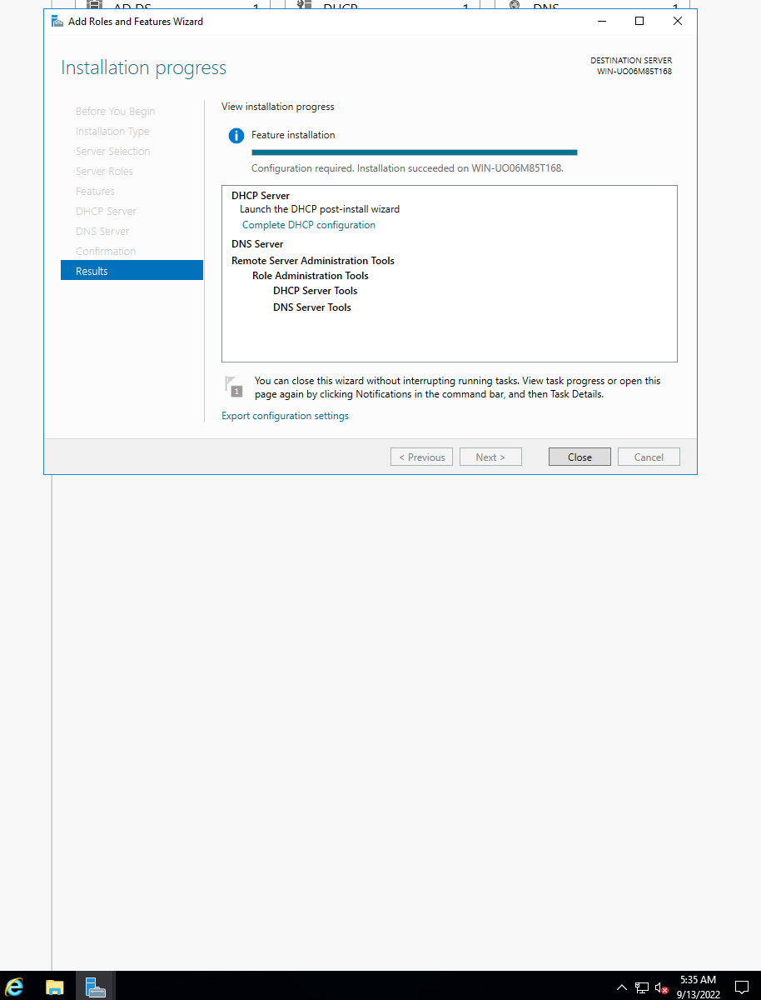 AD DS 1 DHCP 1 DNS 1
Add Roles and Features Wizard
Installation progress
DESTINATION SERVER
WIN-UO06M85T168
Before You Begin
Installation Type
Server Selection
Server Roles
Features
DHCP Server
DNS Server
Confirmation
Results
View installation progress
Feature installation
Configuration required. Installation succeeded on WIN-UO06M85T168.
DHCP Server
Launch the DHCP post-install wizard
Complete DHCP configuration
DNS Server
Remote Server Administration Tools
Role Administration Tools
DHCP Server Tools
DNS Server Tools
1
You can close this wizard without interrupting running tasks. View task progress or open this
page again by clicking Notifications in the command bar, and then Task Details.
Export configuration settings
< Previous
Next >
Close
Cancel
5:35 AM
9/13/2022